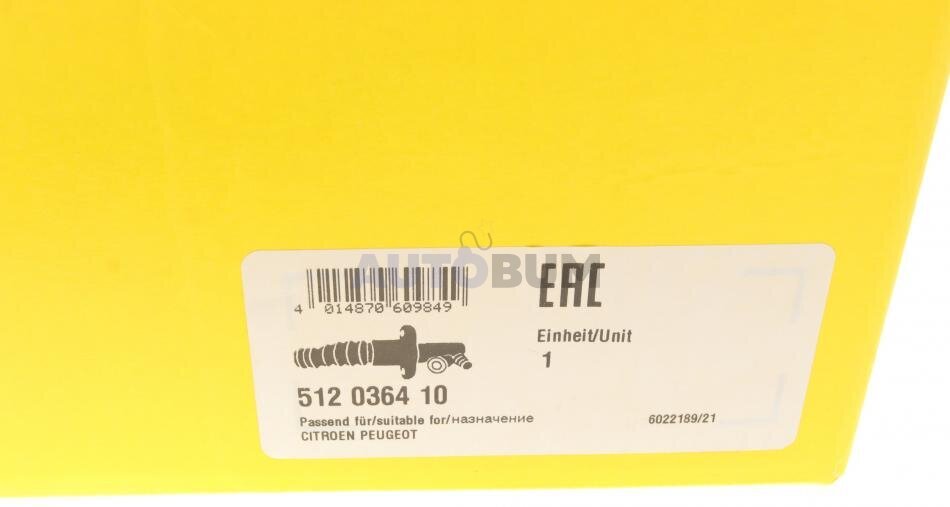 AUTOBUM
EAC
4 014870 609849
Einheit/Unit
1
512 0364 10
Passend für/suitable for/назначение
6022189/21
CITROEN PEUGEOT